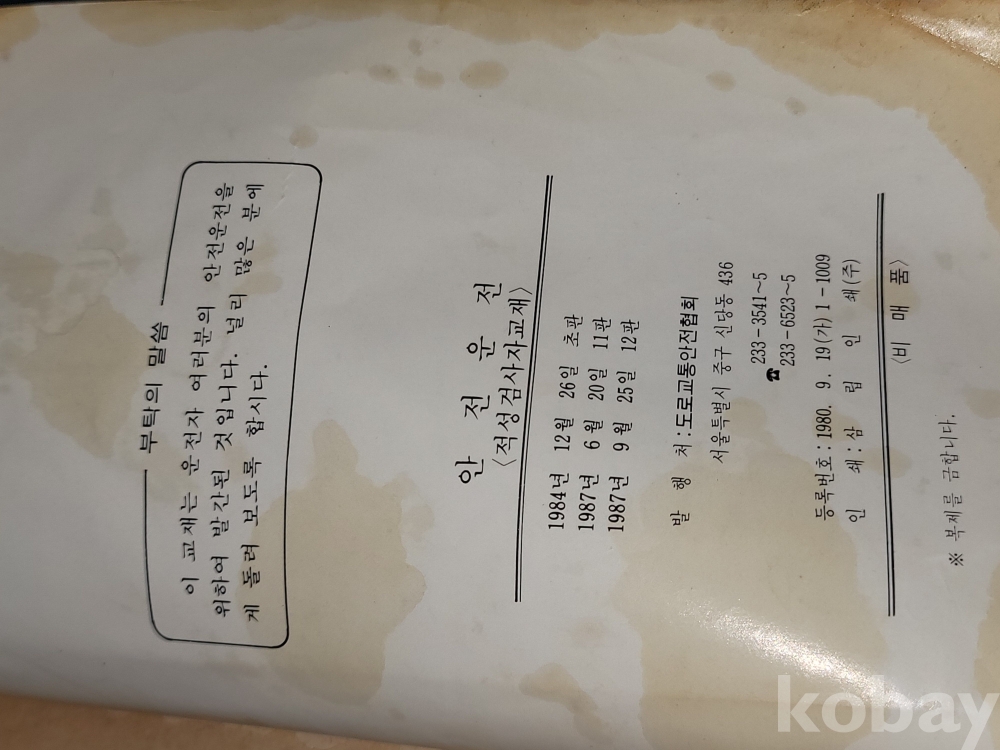 부탁의 말씀
이 교재는 운전자 여러분의 안전운전을
위하여 발간된 것입니다. 널리 많은 분에
게 돌려 보도록 합시다.
안 전 운 전
〈적성검사자교재〉
1984년 12월 26일 초판
1987년 6월 20일 11판
1987년 9월 25일 12판
발 행 처 : 도로교통안전협회
서울특별시 중구 신당동 436
233-3541~5
☎ 233-6523~5
등록번호 : 1980. 9. 19(가) 1-1009
인 쇄 : 삼 립 인 쇄(주)
〈비 매 품〉
※ 복제를 금합니다.
kobay